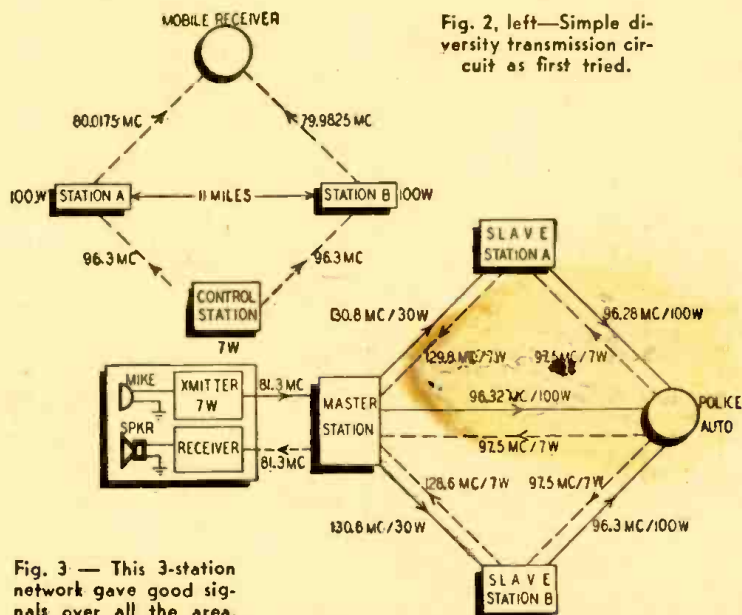 MOBILE RECEIVER
Fig. 2, left—Simple di-
versity transmission cir-
cuit as first tried.
80.0175 MC
79.9825 MC
100W
STATION A
11 MILES
STATION B
100W
96.3 MC
96.3 MC
CONTROL
STATION
7W
SLAVE
STATION A
130.8 MC/30W
129.8 MC/7W
97.5 MC/7W
96.28 MC/100W
MIKE
XMITTER
7W
81.3 MC
SPKR
RECEIVER
81.3 MC
MASTER
STATION
96.32 MC/100W
97.5 MC/7W
POLICE
AUTO
128.6 MC/7W
97.5 MC/7W
130.8 MC/30W
96.3 MC/100W
SLAVE
STATION B
Fig. 3 — This 3-station
network gave good sig-
nals over all the area.